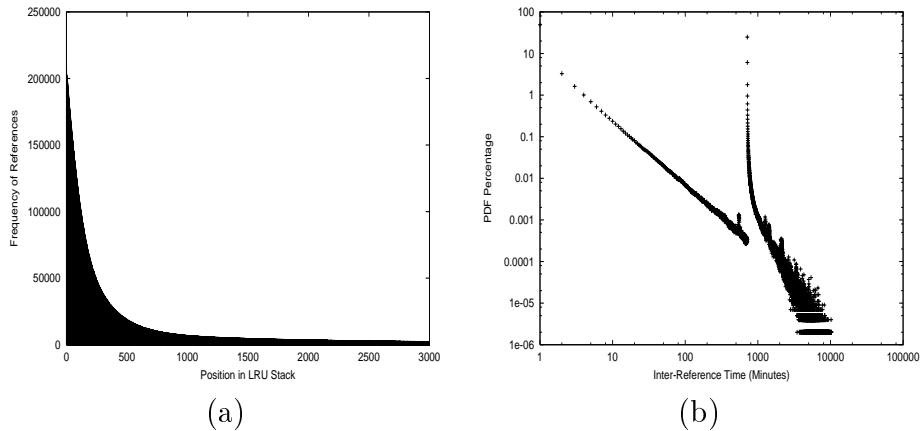 250000
200000
150000
100000
50000
0
Frequency of References
0 500 1000 1500 2000 2500 3000
Position in LRU Stack
(a)
100
10
1
0.1
0.01
0.001
0.0001
1e-05
1e-06
PDF Percentage
1 10 100 1000 10000 100000
Inter-Reference Time (Minutes)
(b)